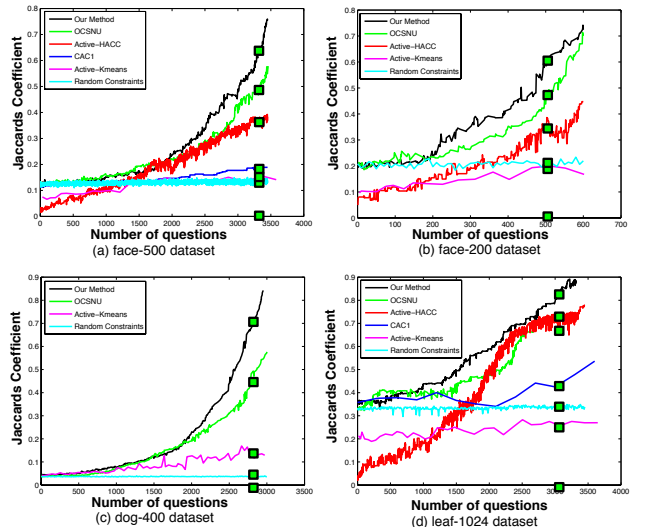 0.8
0.7
0.6
0.5
0.4
0.3
0.2
0.1
0
Jaccards Coefficient
Our Method
OCSNU
Active-HACC
CAC1
Active-Kmeans
Random Constraints
0 500 1000 1500 2000 2500 3000 3500 4000
Number of questions
(a) face-500 dataset
0.8
0.7
0.6
0.5
0.4
0.3
0.2
0.1
0
Jaccards Coefficient
Our Method
OCSNU
Active-HACC
Active-Kmeans
Random Constraints
0 100 200 300 400 500 600 700
Number of questions
(b) face-200 dataset
0.9
0.8
0.7
0.6
0.5
0.4
0.3
0.2
0.1
0
Jaccards Coefficient
Our Method
OCSNU
Active-Kmeans
Random Constraints
0 500 1000 1500 2000 2500 3000 3500
Number of questions
(c) dog-400 dataset
0.9
0.8
0.7
0.6
0.5
0.4
0.3
0.2
0.1
0
Jaccards Coefficient
Our Method
OCSNU
Active-HACC
CAC1
Active-Kmeans
Random Constraints
0 500 1000 1500 2000 2500 3000 3500 4000
Number of questions
(d) leaf-1024 dataset